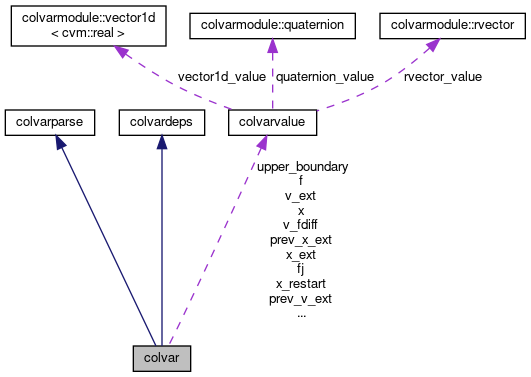 colvarmodule::vector1d
< cvm::real >
colvarmodule::quaternion
colvarmodule::rvector
vector1d_value
quaternion_value
rvector_value
colvarparse
colvardeps
colvarvalue
upper_boundary
f
v_ext
x
v_fdiff
prev_x_ext
x_ext
fj
x_restart
prev_v_ext
...
colvar